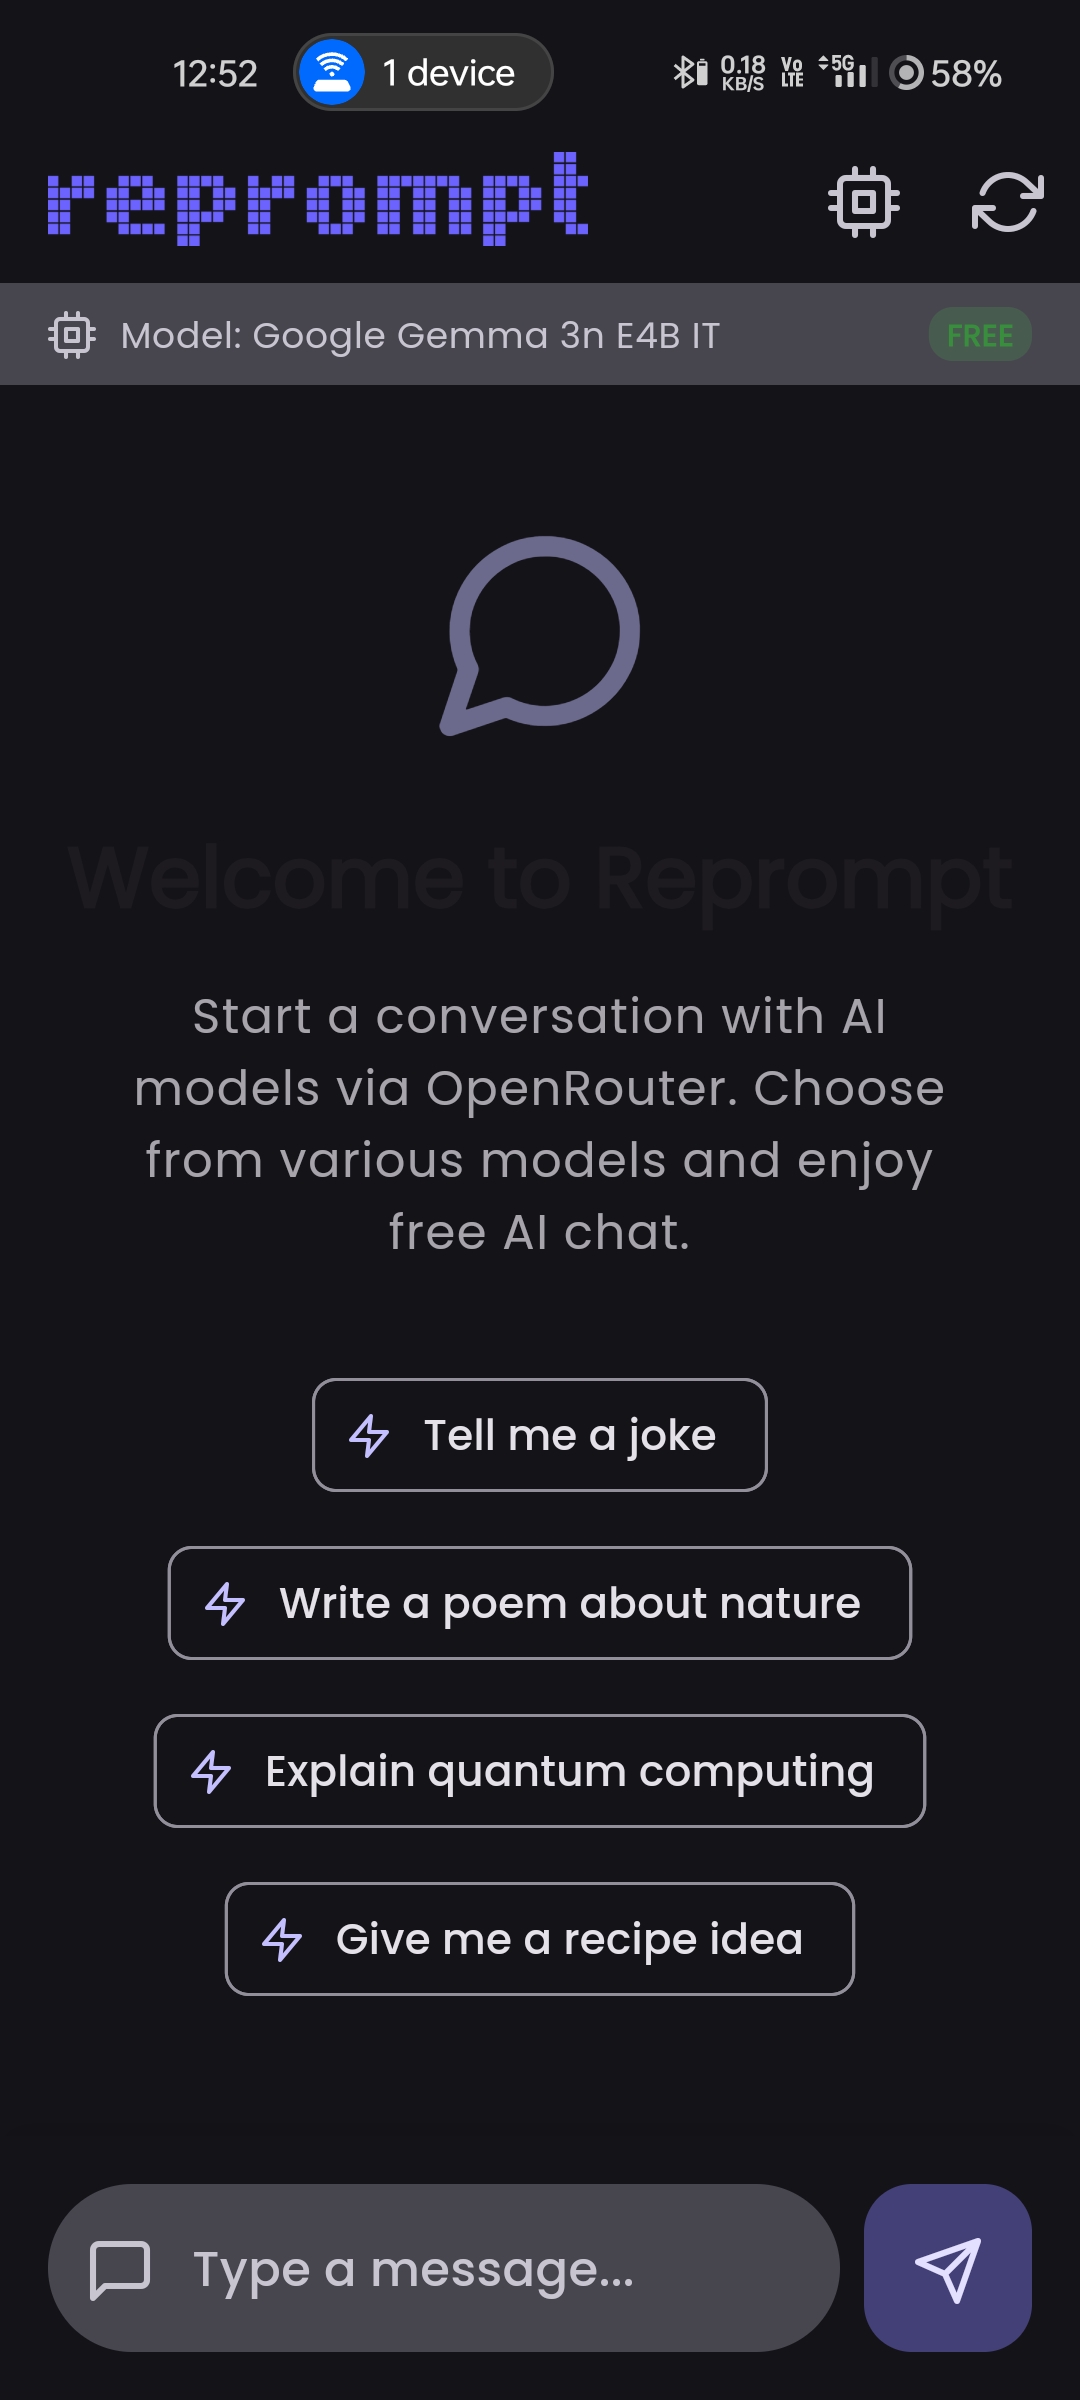 12:52
1 device
0.18 KB/S
Vo LTE
5G
58%
reprompt
Model: Google Gemma 3n E4B IT
FREE
Welcome to Reprompt
Start a conversation with AI
models via OpenRouter. Choose
from various models and enjoy
free AI chat.
Tell me a joke
Write a poem about nature
Explain quantum computing
Give me a recipe idea
Type a message...